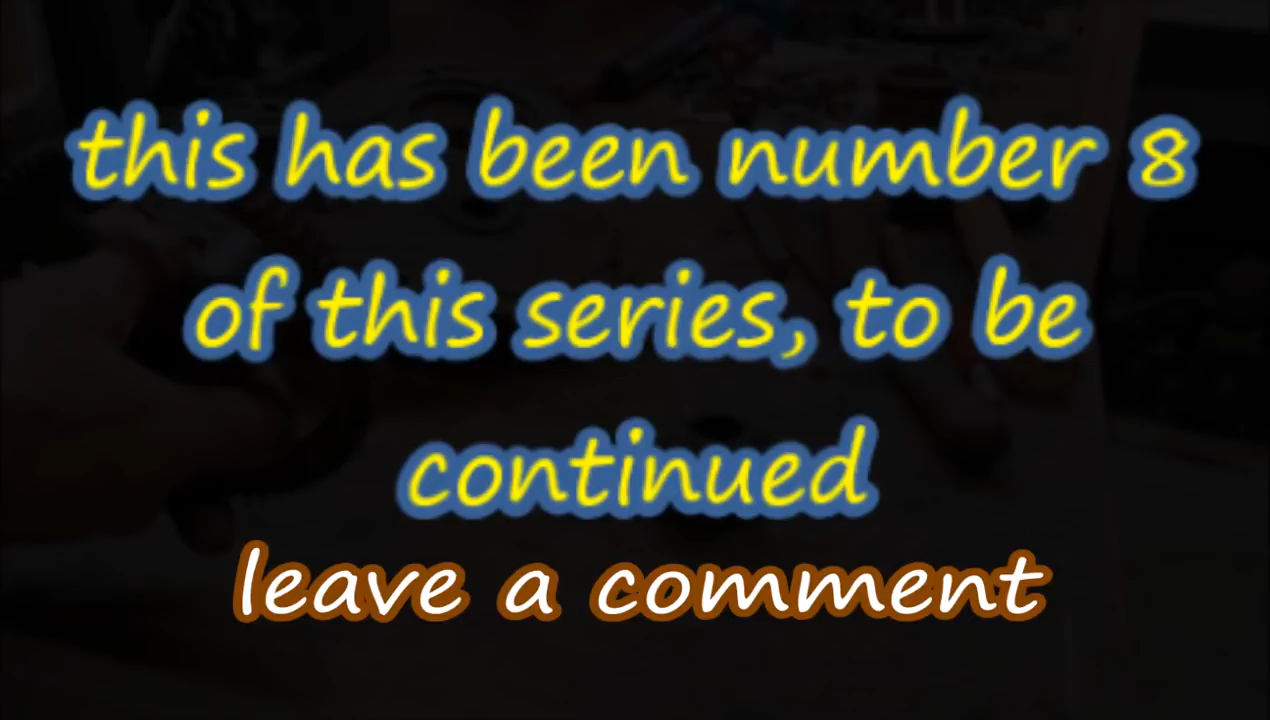 this has been number 8
of this series, to be
continued
leave a comment